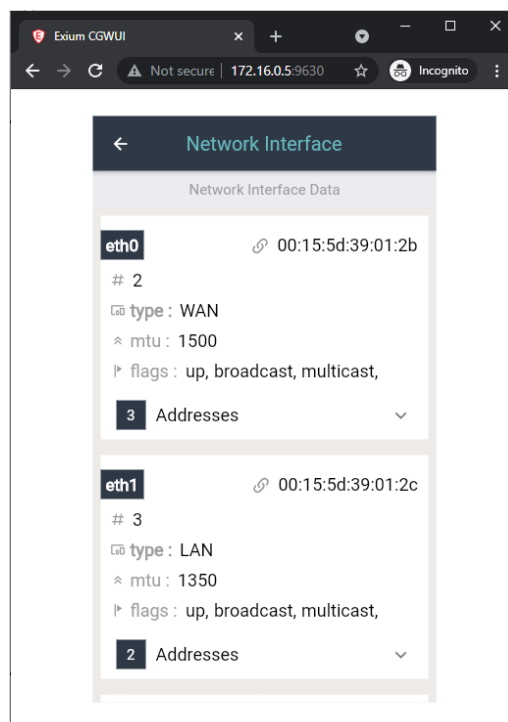 Exium CGWUI
Not secure | 172.16.0.5:9630
Incognito
Network Interface
Network Interface Data
eth0 00:15:5d:39:01:2b
# 2
type : WAN
mtu : 1500
flags : up, broadcast, multicast,
3 Addresses
eth1 00:15:5d:39:01:2c
# 3
type : LAN
mtu : 1350
flags : up, broadcast, multicast,
2 Addresses